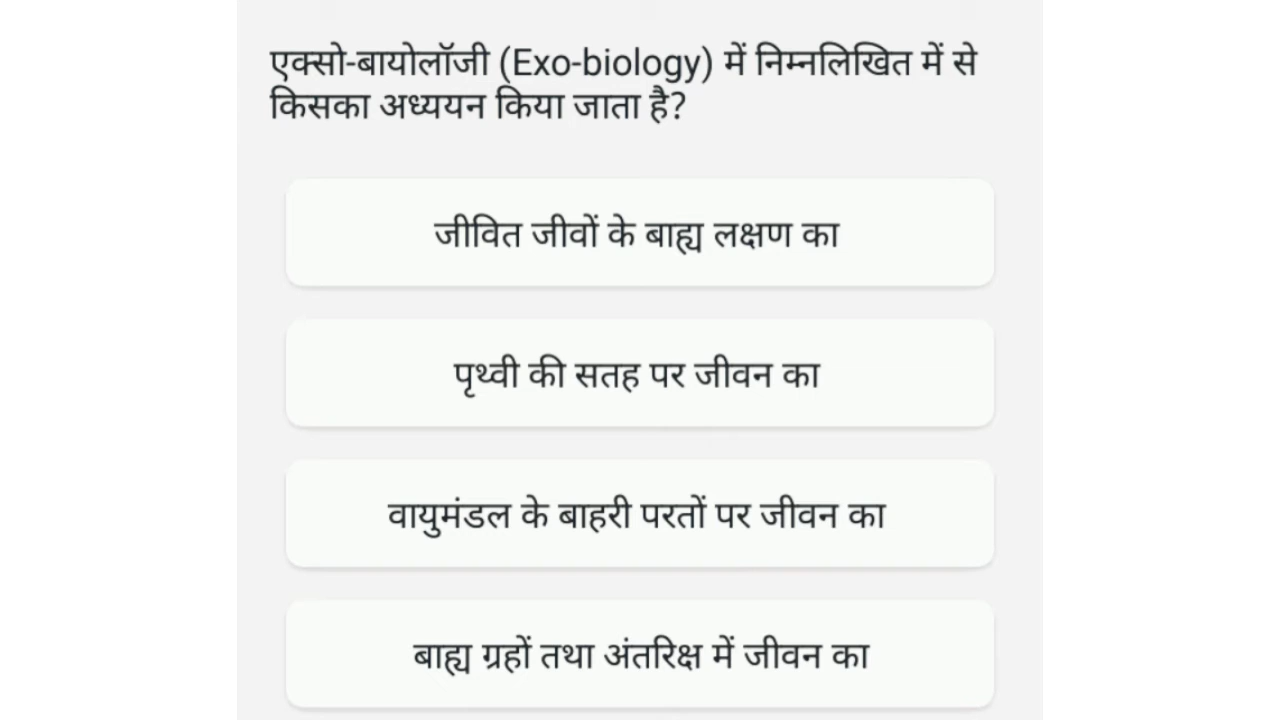 एक्सो-बायोलॉजी (Exo-biology) में निम्नलिखित में से
किसका अध्ययन किया जाता है?
जीवित जीवों के बाह्य लक्षण का
पृथ्वी की सतह पर जीवन का
वायुमंडल के बाहरी परतों पर जीवन का
बाह्य ग्रहों तथा अंतरिक्ष में जीवन का